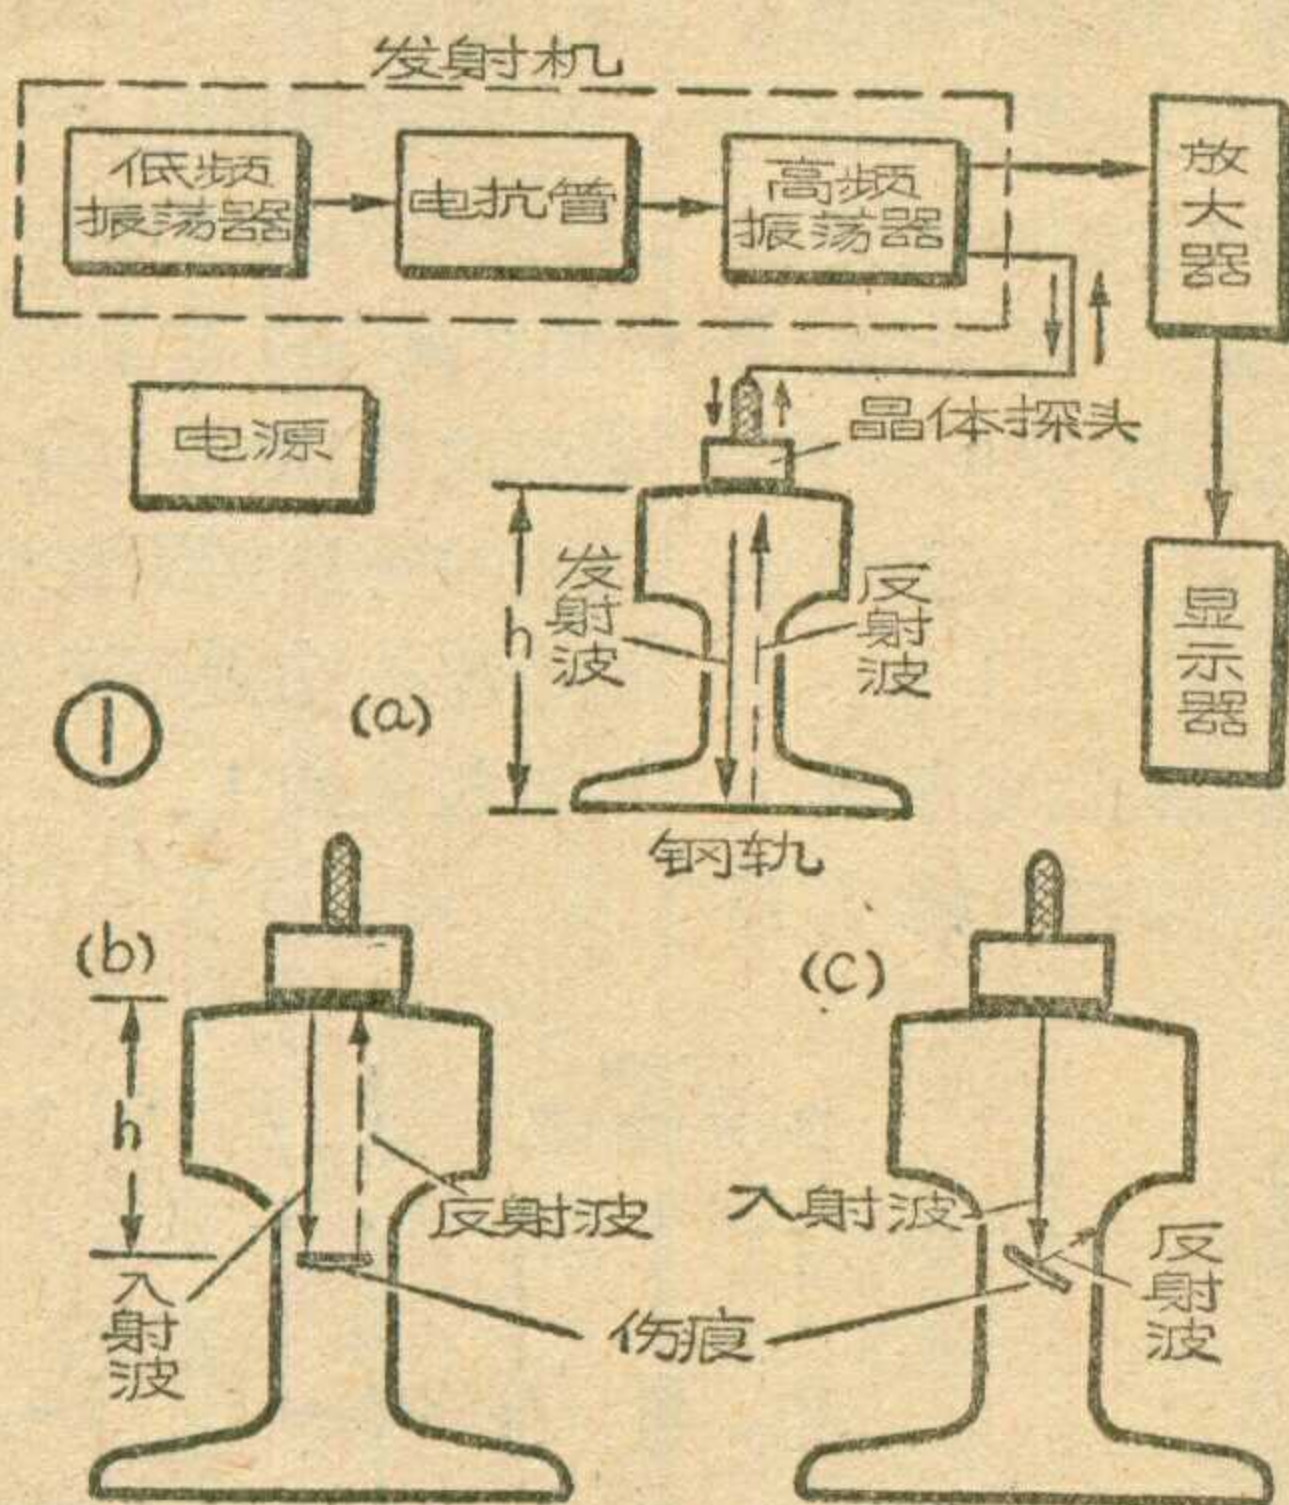 发射机
低频
振荡器
电抗管
高频
振荡器
放大器
电源
晶体探头
h
发射波
反射波
显示器
①
(a)
钢轨
(b)
(c)
h
反射波
入射波
入射波
反射波
伤痕